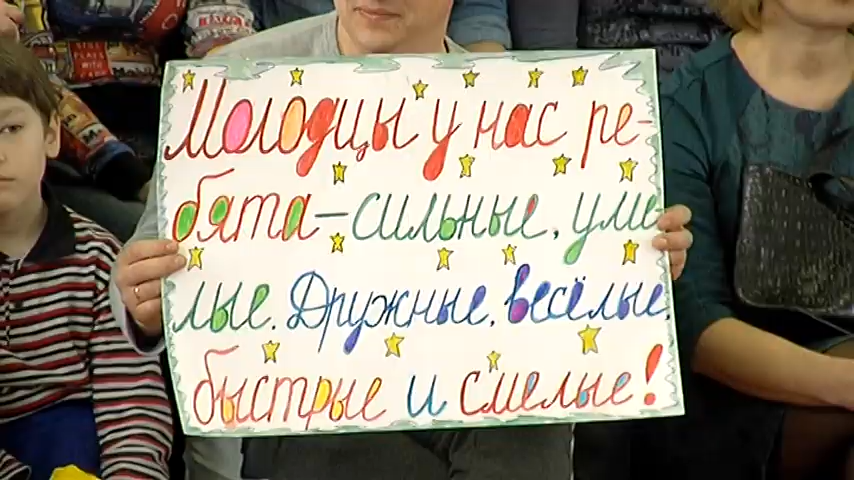 Молодцы у нас ре-
бята - сильные, уме-
лые. Дружные, весёлые,
быстрые и смелые!